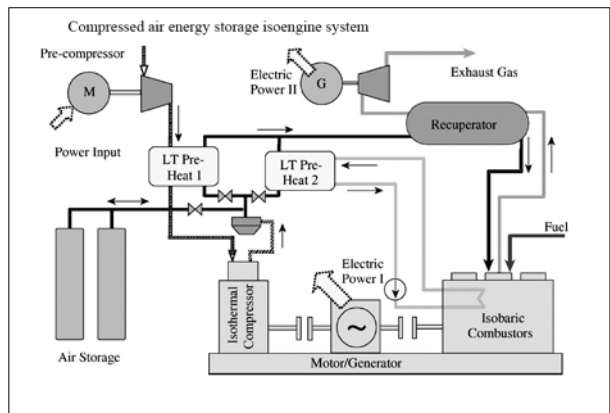 Compressed air energy storage isoengine system
Pre-compressor
M
Power Input
Electric
Power II
G
Exhaust Gas
Recuperator
LT Pre-
Heat 1
LT Pre-
Heat 2
Fuel
Electric
Power I
Air Storage
Isothermal
Compressor
~
Isobaric
Combustors
Motor/Generator